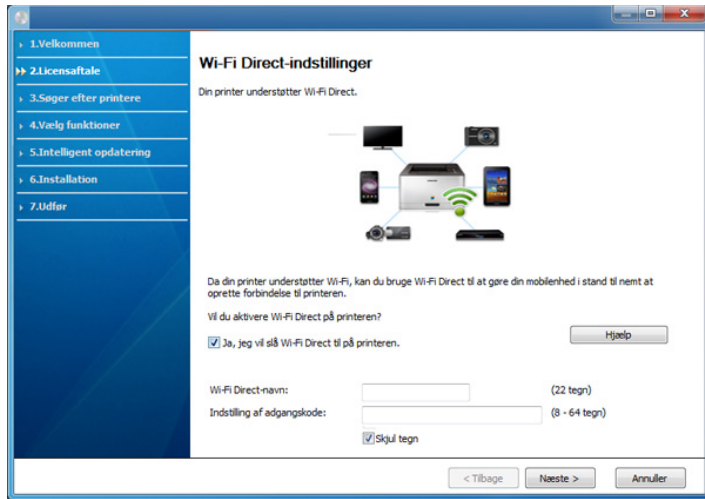 1.Velkommen
2.Licensaftale
3.Søger efter printere
4.Vælg funktioner
5.Intelligent opdatering
6.Installation
7.Udfør
Wi-Fi Direct-indstillinger
Din printer understøtter Wi-Fi Direct.
Da din printer understøtter Wi-Fi, kan du bruge Wi-Fi Direct til at gøre din mobilenhed i stand til nemt at
oprette forbindelse til printeren.
Vil du aktivere Wi-Fi Direct på printeren?
Ja, jeg vil slå Wi-Fi Direct til på printeren.
Hjælp
Wi-Fi Direct-navn: (22 tegn)
Indstilling af adgangskode: (8 - 64 tegn)
Skjul tegn
< Tilbage Næste > Annuller